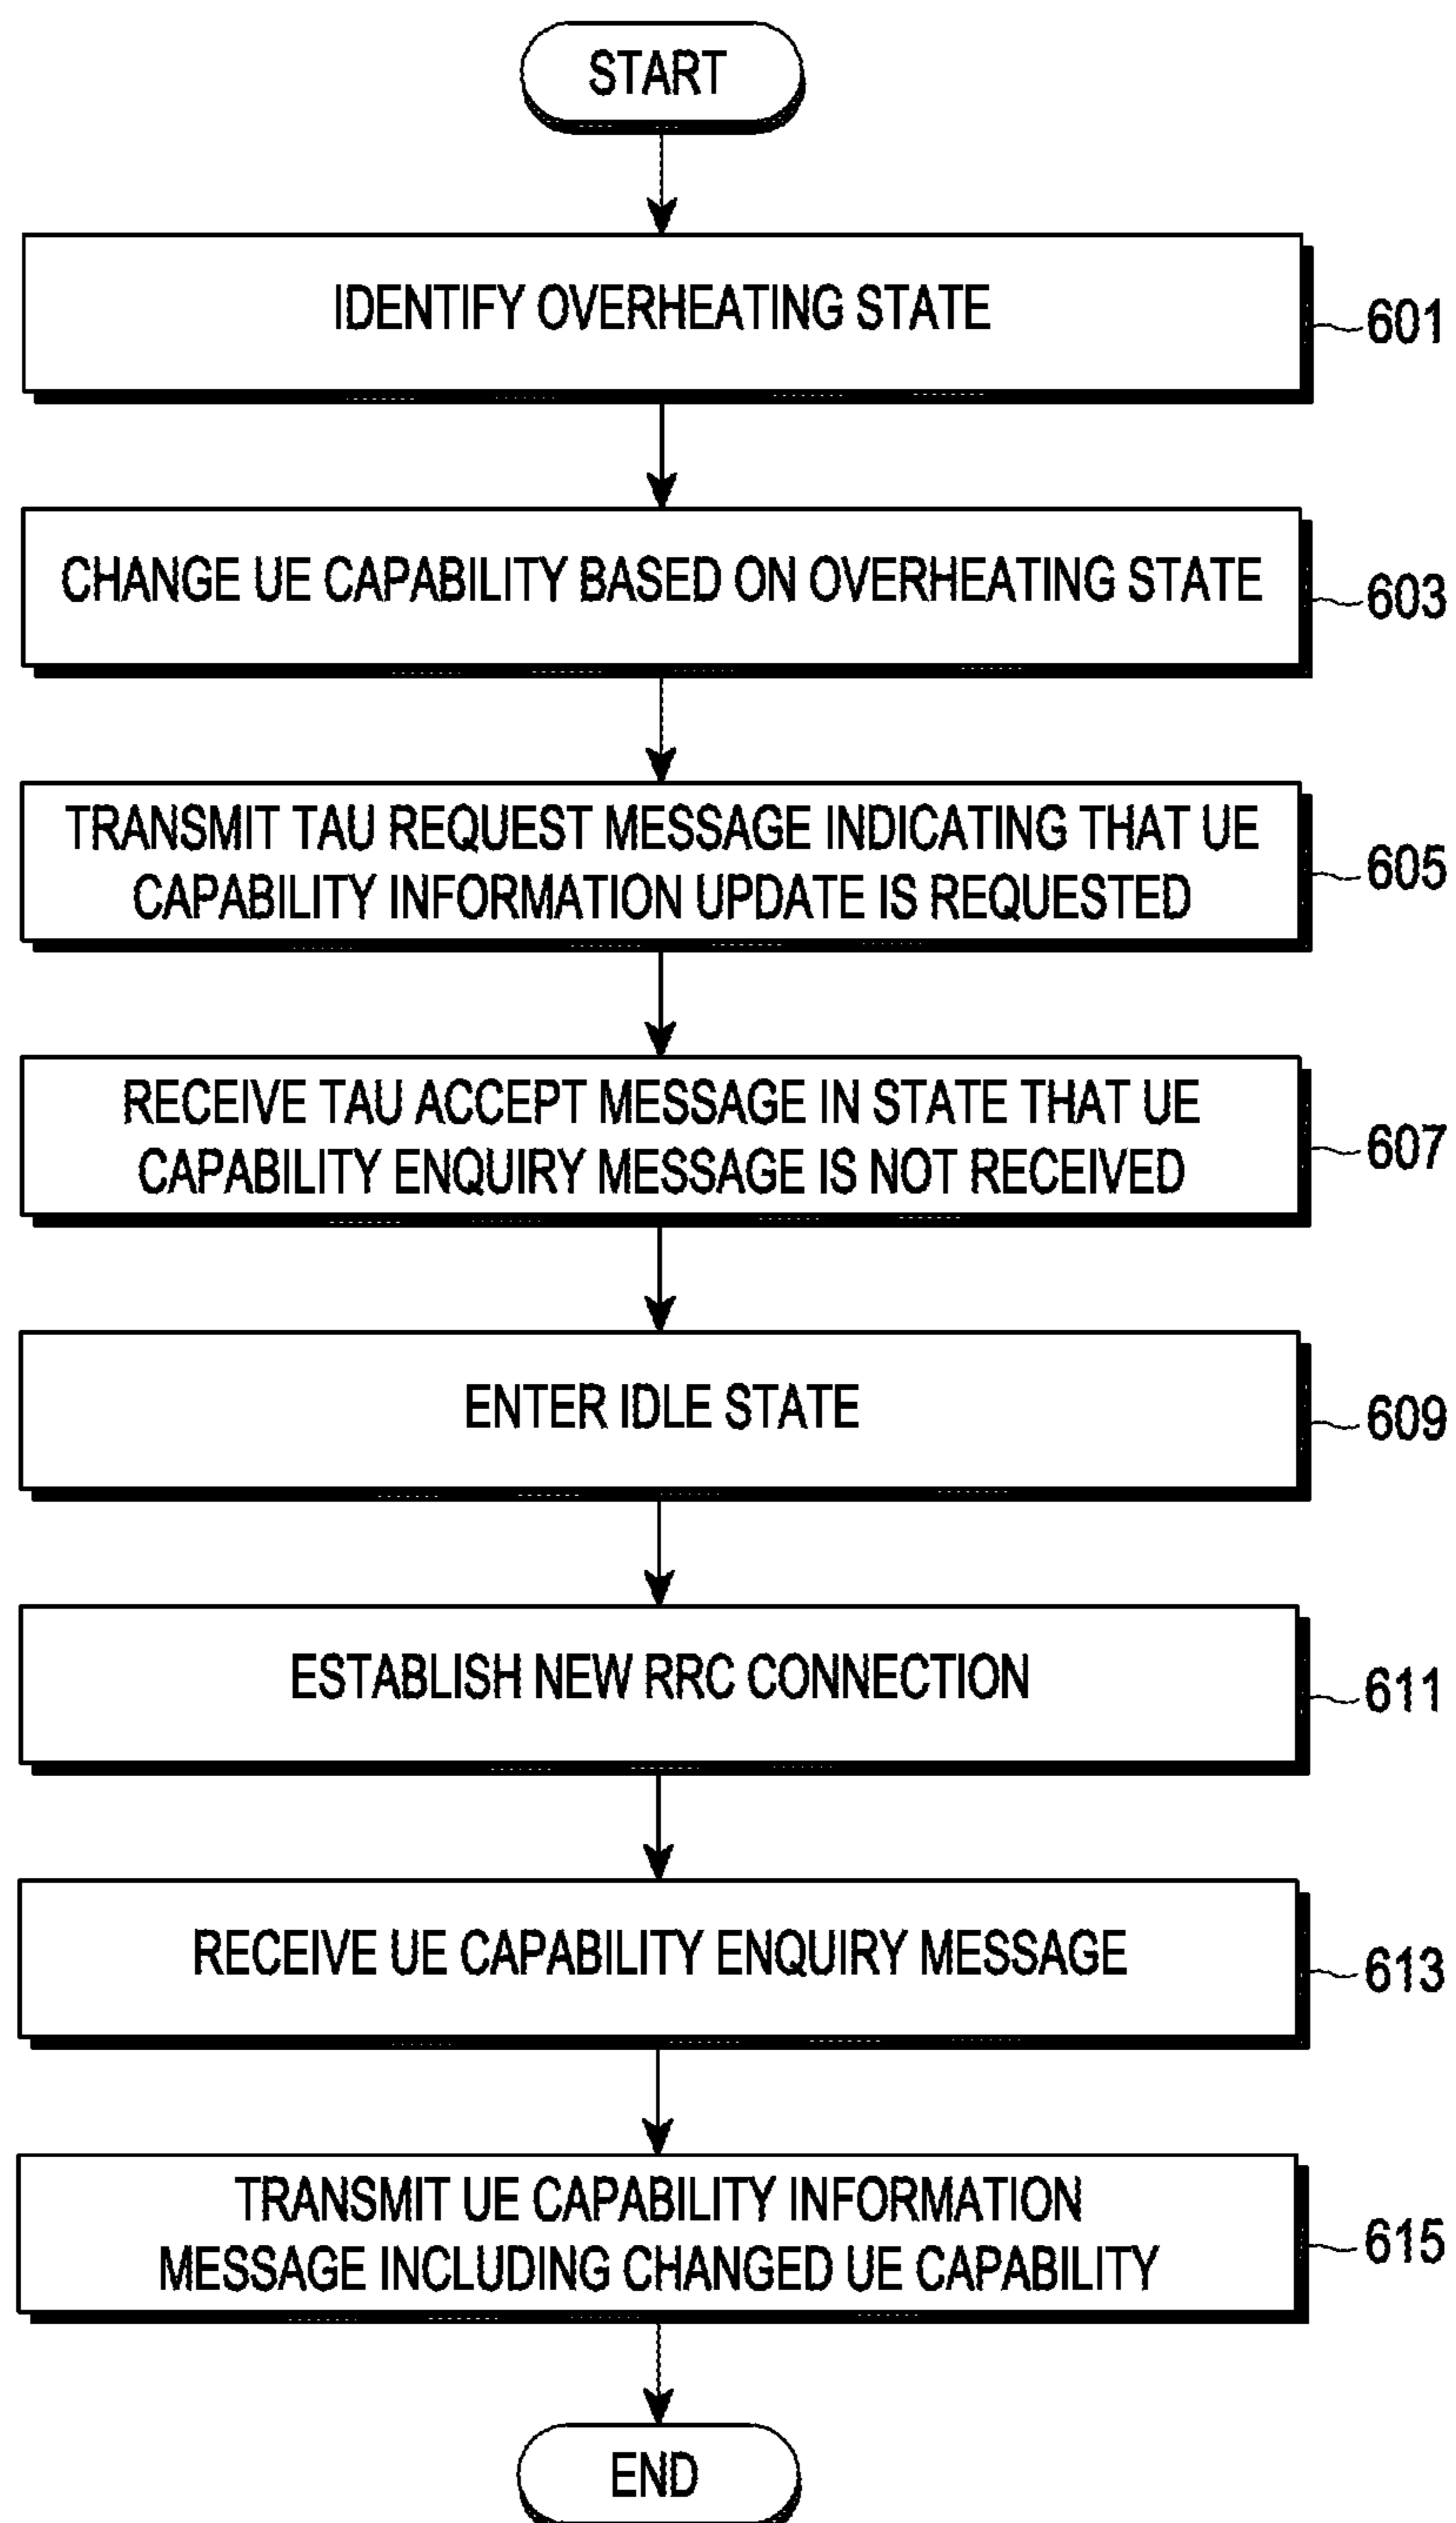 START
IDENTIFY OVERHEATING STATE
601
CHANGE UE CAPABILITY BASED ON OVERHEATING STATE
603
TRANSMIT TAU REQUEST MESSAGE INDICATING THAT UE
CAPABILITY INFORMATION UPDATE IS REQUESTED
605
RECEIVE TAU ACCEPT MESSAGE IN STATE THAT UE
CAPABILITY ENQUIRY MESSAGE IS NOT RECEIVED
607
ENTER IDLE STATE
609
ESTABLISH NEW RRC CONNECTION
611
RECEIVE UE CAPABILITY ENQUIRY MESSAGE
613
TRANSMIT UE CAPABILITY INFORMATION
MESSAGE INCLUDING CHANGED UE CAPABILITY
615
END